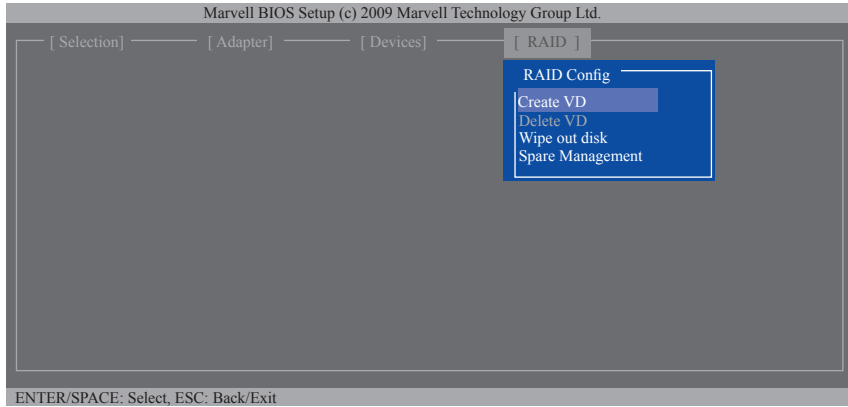 Marvell BIOS Setup (c) 2009 Marvell Technology Group Ltd.
[ Selection] [ Adapter] [ Devices] [ RAID ]
RAID Config
Create VD
Delete VD
Wipe out disk
Spare Management
ENTER/SPACE: Select, ESC: Back/Exit